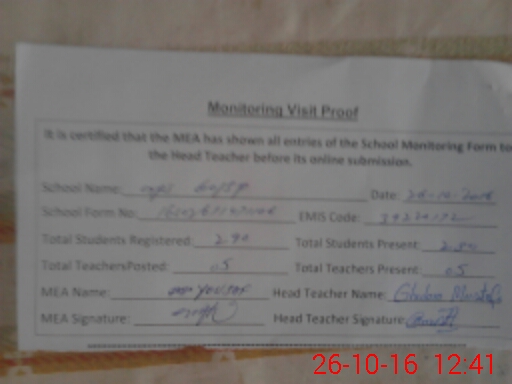 Monitoring Visit Proof
It is certified that the MEA has shown all entries of the School Monitoring Form to
the Head Teacher before its online submission.
School Name: Date: 26-10-2016
School Form No. EMIS Code:
Total Students Registered: 290 Total Students Present:
Total TeachersPosted: 05 Total Teachers Present: 05
MEA Name: Head Teacher Name: Ghulam Mustafa
MEA Signature: Head Teacher Signature:
26-10-16 12:41